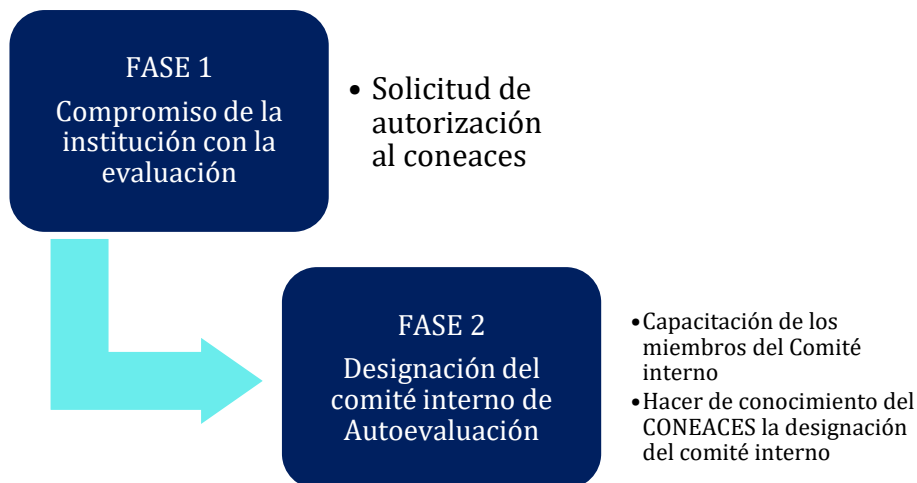 FASE 1
Compromiso de la
institución con la
evaluación
• Solicitud de
autorización
al coneaces
FASE 2
Designación del
comité interno de
Autoevaluación
•Capacitación de los
miembros del Comité
interno
•Hacer de conocimiento del
CONEACES la designación
del comité interno